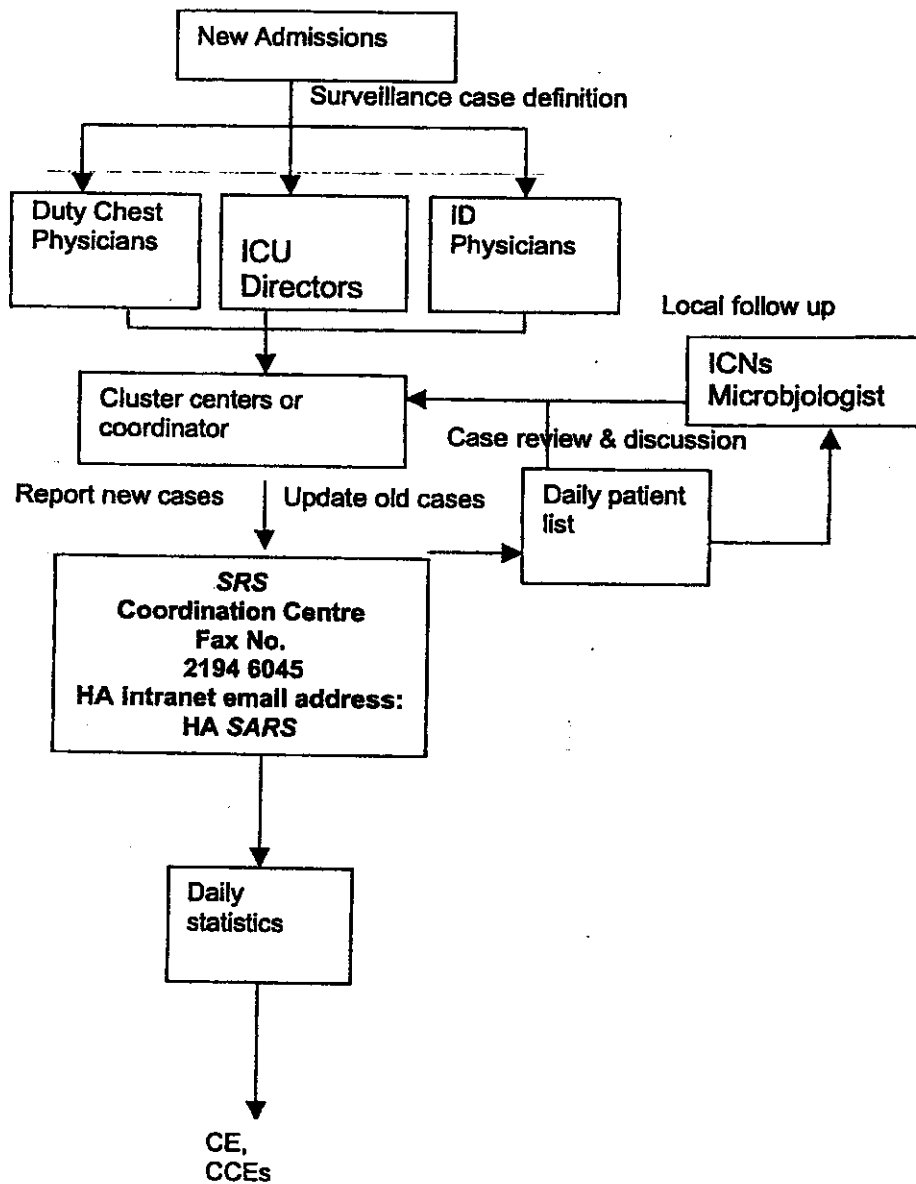 New Admissions
Surveillance case definition
Duty Chest
Physicians
ICU
Directors
ID
Physicians
Local follow up
ICNs
Microbjologist
Cluster centers or
coordinator
Case review & discussion
Report new cases
Update old cases
Daily patient
list
SRS
Coordination Centre
Fax No.
2194 6045
HA Intranet email address:
HA SARS
Daily
statistics
CE,
CCEs